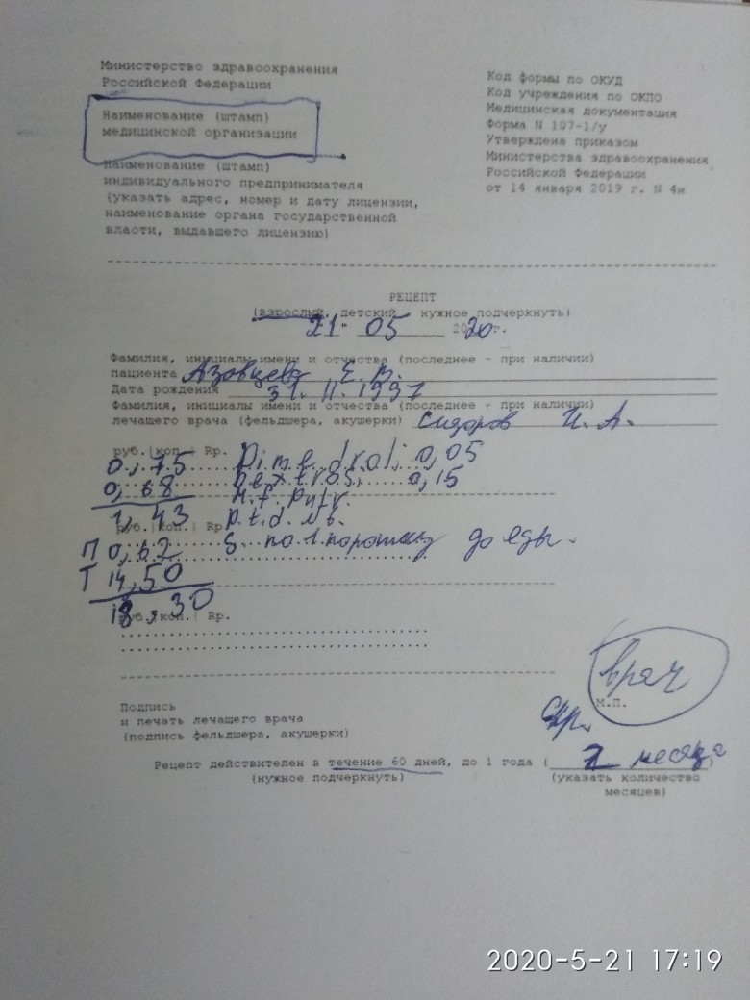 Министерство здравоохранения
Российской Федерации
Наименование (штамп)
медицинской организации
Наименование (штамп)
индивидуального предпринимателя
(указать адрес, номер и дату лицензии,
наименование органа государственной
власти, выдавшего лицензию)
Код формы по ОКУД
Код учреждения по ОКПО
Медицинская документация
Форма N 107-1/у
Утверждена приказом
Министерства здравоохранения
Российской Федерации
от 14 января 2019 г. N 4н
РЕЦЕПТ
(взрослый, детский - нужное подчеркнуть)
"21" 05 2020 г.
Фамилия, инициалы имени и отчества (последнее - при наличии)
пациента Азовцева Е. В.
Дата рождения 31. 11. 1997
Фамилия, инициалы имени и отчества (последнее - при наличии)
лечащего врача (фельдшера, акушерки) Сидоров И. А.
руб.|коп.| Rp.
0,75 Dimedroli 0,05
0,68 Dextrosi 0,15
M.f. pulv.
1,43 D.t.d.
руб.|коп.| Rp.
П 0,62 S. по 1 порошку до еды.
Т 14,50
18,30
руб.|коп.| Rp.
врач
М.П.
Подпись
и печать лечащего врача
(подпись фельдшера, акушерки)
Рецепт действителен в течение 60 дней, до 1 года ( 2 месяца
(нужное подчеркнуть) (указать количество
месяцев)
2020-5-21 17:19